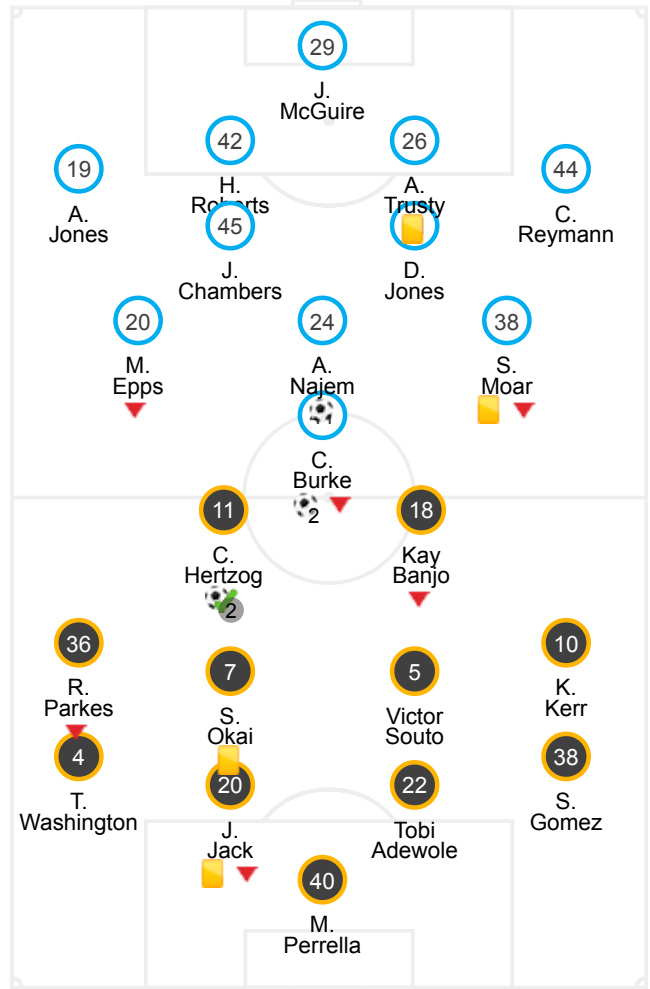 29
J.
McGuire
42
26
19
44
H.
Roberts
A.
Trusty
A.
Jones
C.
Reymann
45
J.
Chambers
D.
Jones
20
24
38
M.
Epps
A.
Najem
S.
Moar
C.
Burke
2
11
18
C.
Hertzog
Kay
Banjo
2
36
10
7
5
R.
Parkes
K.
Kerr
S.
Okai
Victor
Souto
4
38
20
22
T.
Washington
S.
Gomez
J.
Jack
Tobi
Adewole
40
M.
Perrella